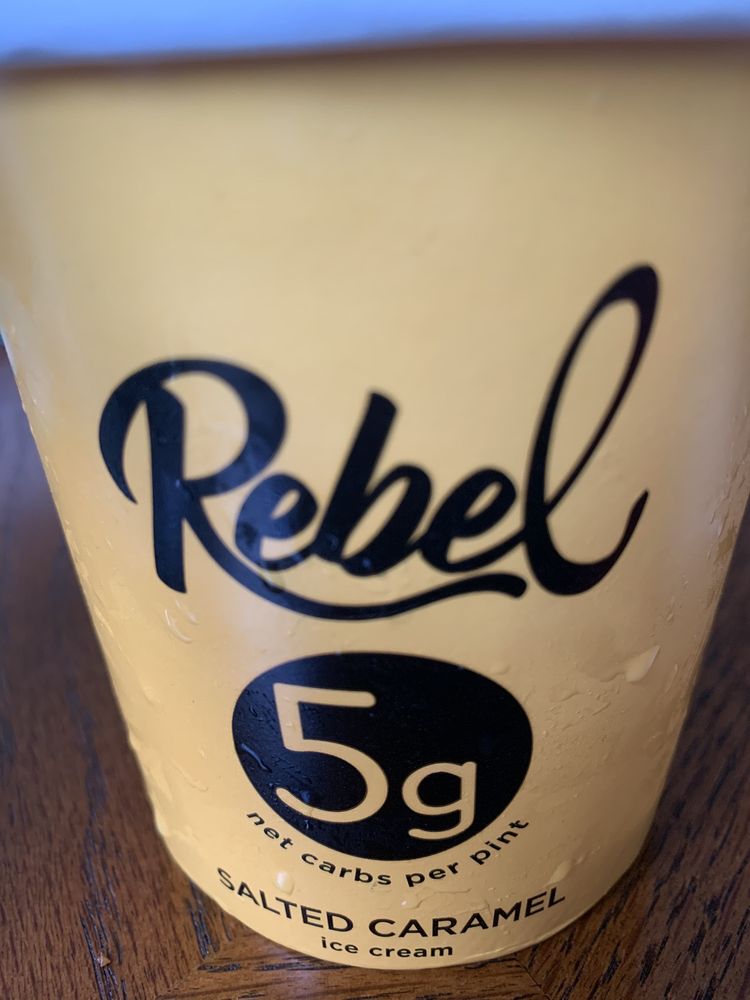 Rebel
5g
net carbs per pint
SALTED CARAMEL
ice cream